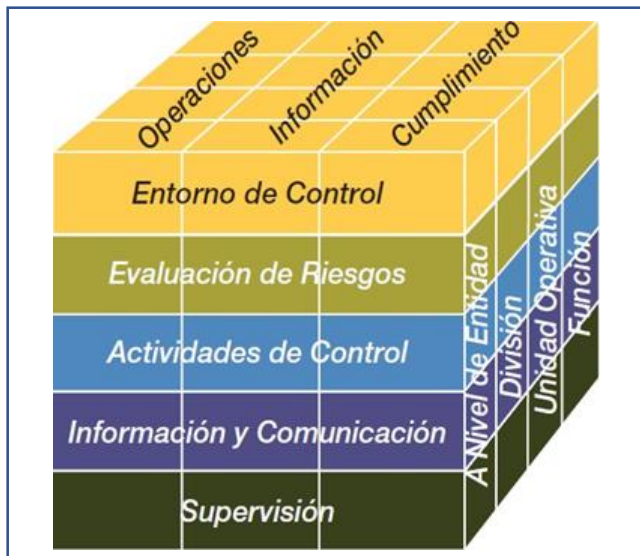 Operaciones
Información
Cumplimiento
Entorno de Control
Evaluación de Riesgos
Actividades de Control
Información y Comunicación
Supervisión
A Nivel de Entidad
División
Unidad Operativa
Función